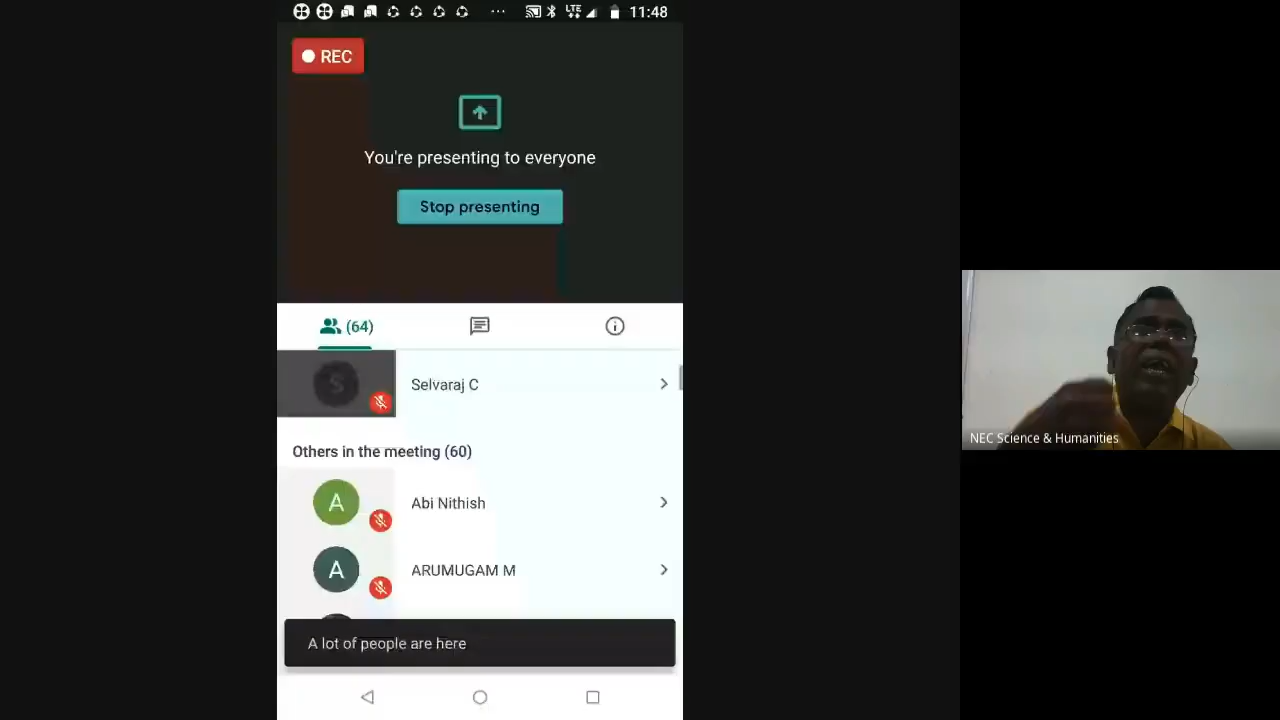 LTE 11:48
REC
You're presenting to everyone
Stop presenting
(64)
S
Selvaraj C
Others in the meeting (60)
A
Abi Nithish
A
ARUMUGAM M
A lot of people are here
NEC Science & Humanities